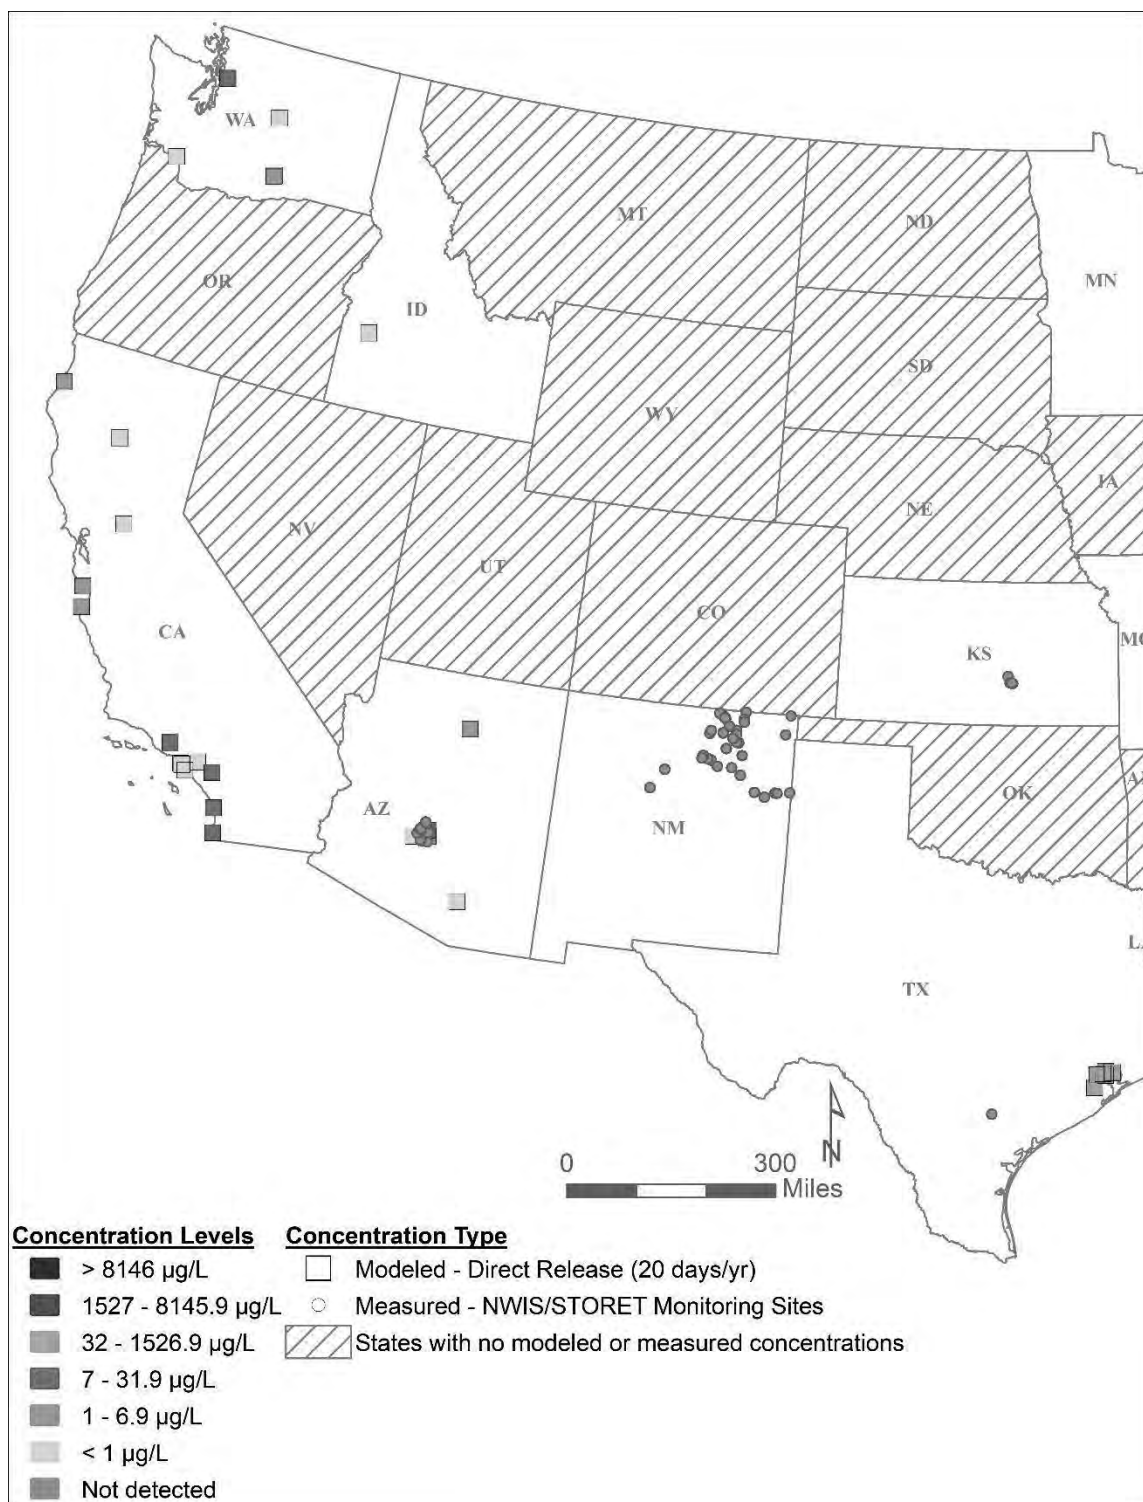 WA
MT
ND
MN
OR
ID
SD
WY
IA
NE
NV
UT
CO
CA
KS
MO
AZ
NM
OK
TX
N
0 300
Miles
Concentration Levels Concentration Type
> 8146 µg/L Modeled - Direct Release (20 days/yr)
1527 - 8145.9 µg/L Measured - NWIS/STORET Monitoring Sites
32 - 1526.9 µg/L States with no modeled or measured concentrations
7 - 31.9 µg/L
1 - 6.9 µg/L
< 1 µg/L
Not detected